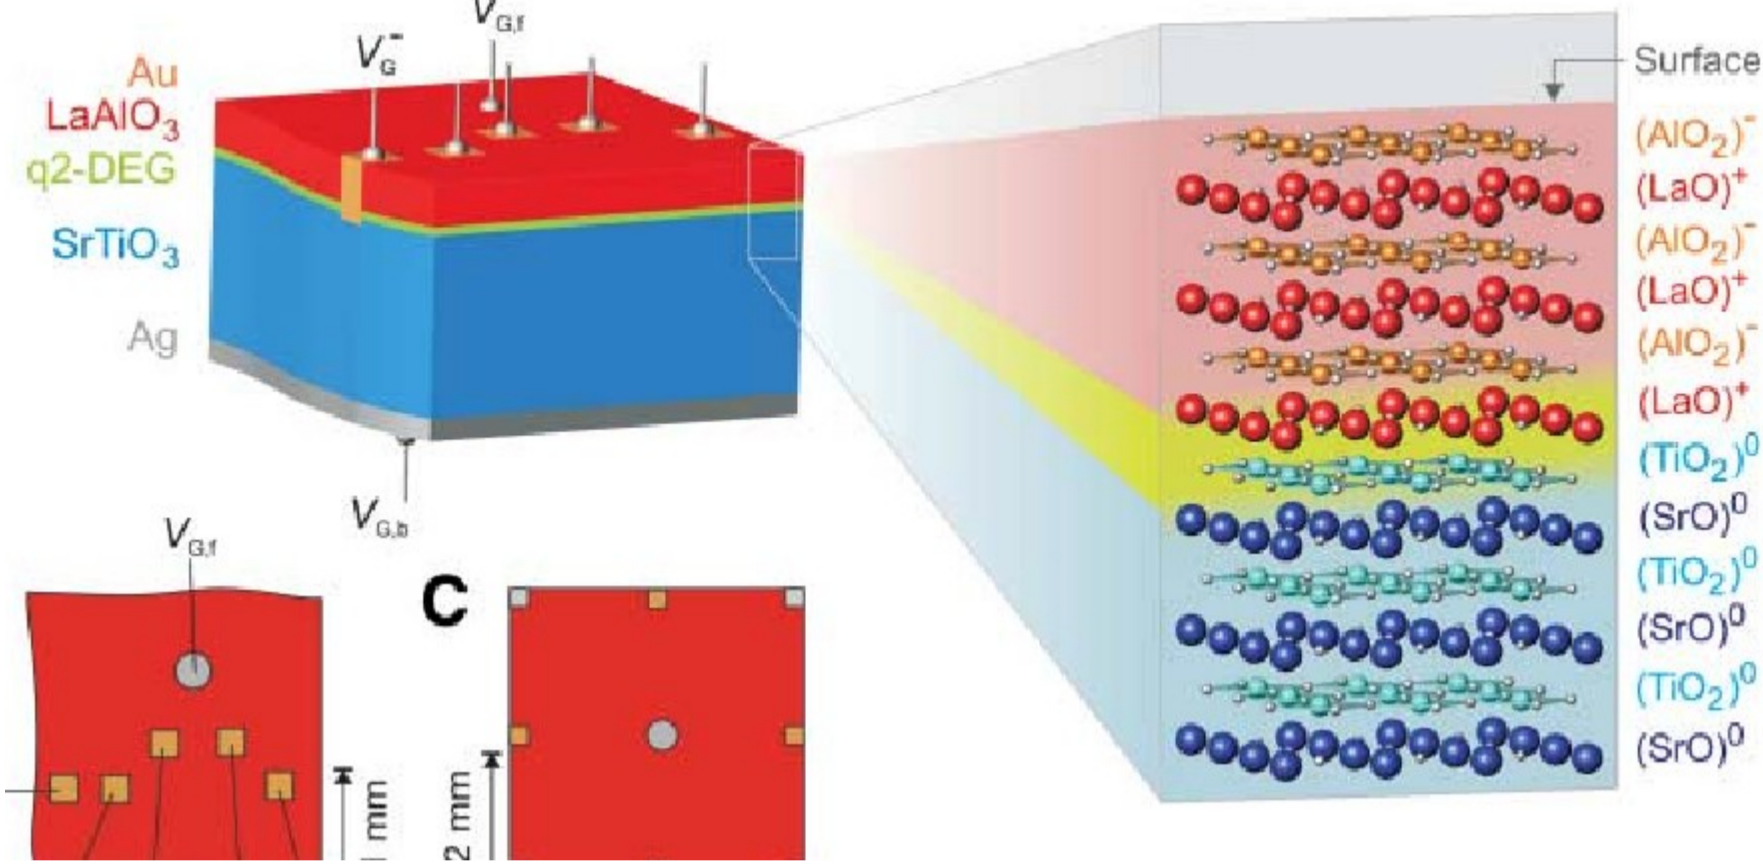 V_G,f
V_G^-
Au
LaAlO₃
q2-DEG
SrTiO₃
Ag
V_G,b
Surface
(AlO₂)⁻
(LaO)⁺
(AlO₂)⁻
(LaO)⁺
(AlO₂)⁻
(LaO)⁺
(TiO₂)⁰
(SrO)⁰
(TiO₂)⁰
(SrO)⁰
(TiO₂)⁰
(SrO)⁰
V_G,f
C
1 mm
2 mm